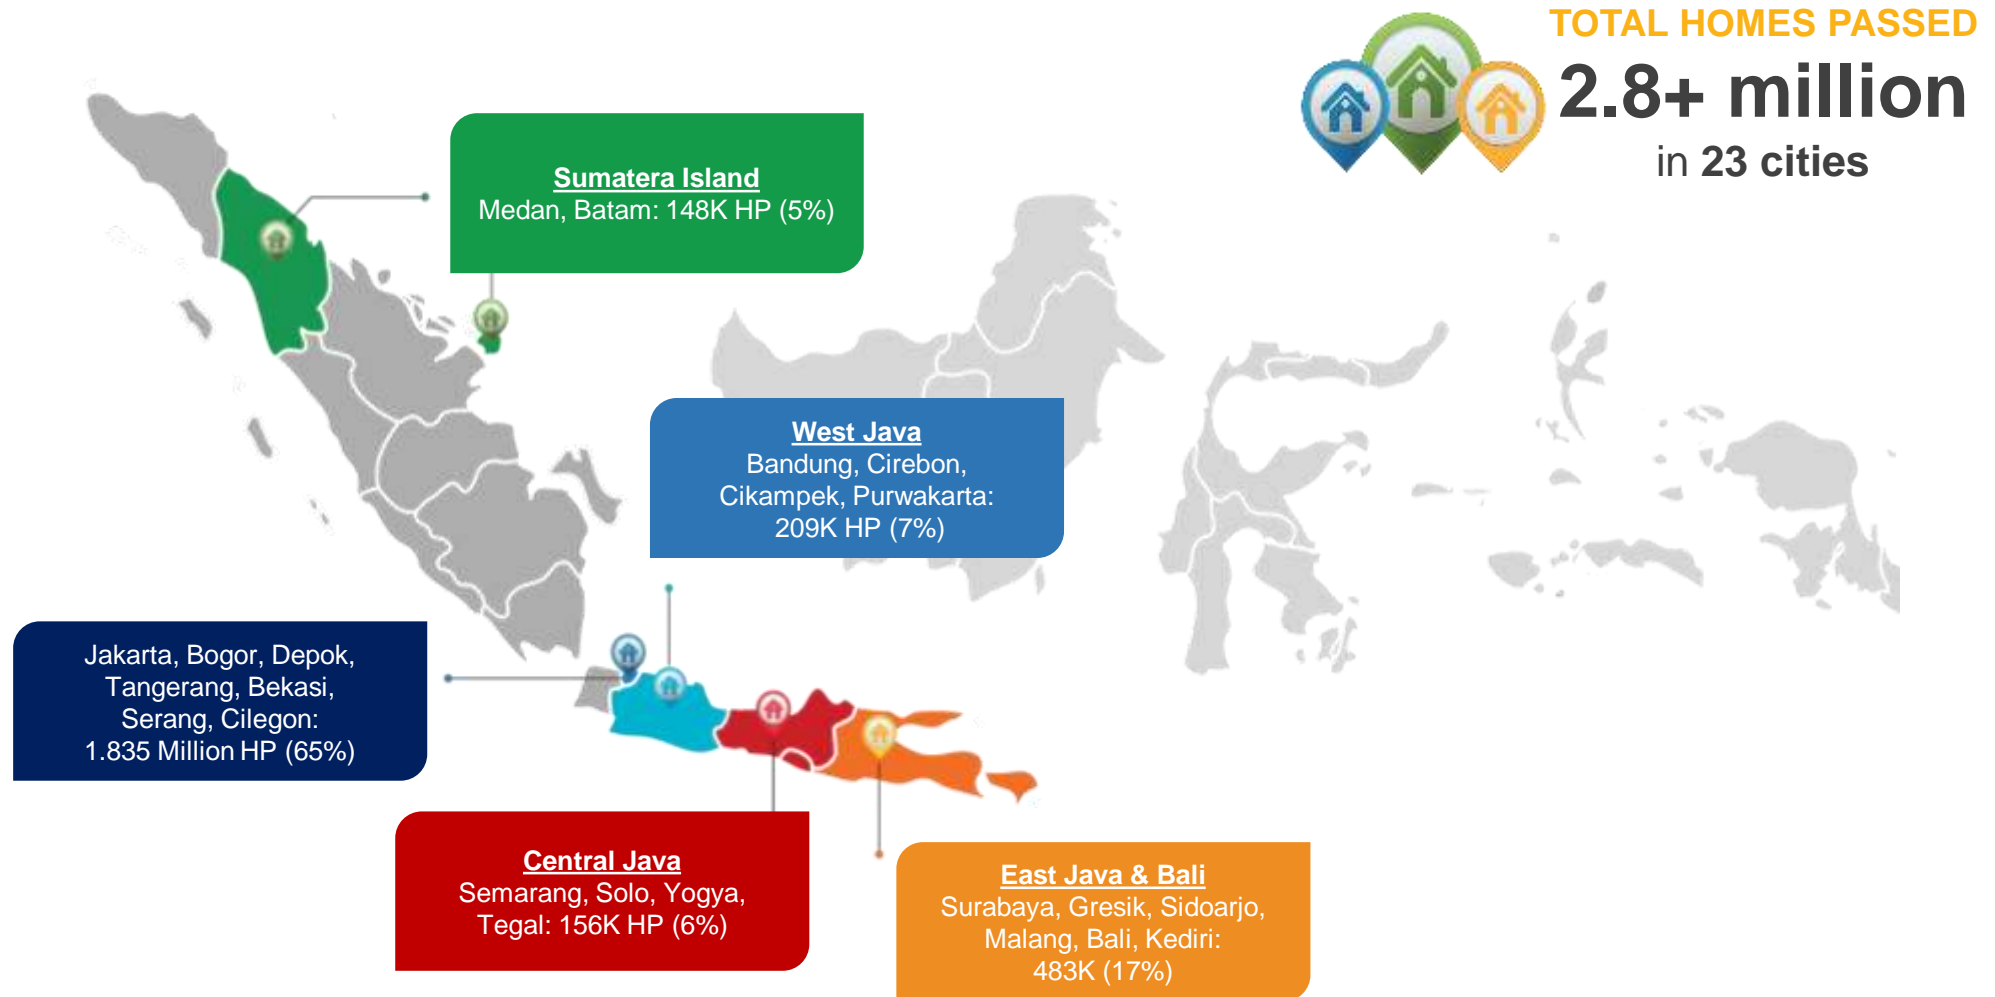 TOTAL HOMES PASSED
2.8+ million
in 23 cities
Sumatera Island
Medan, Batam: 148K HP (5%)
West Java
Bandung, Cirebon,
Cikampek, Purwakarta:
209K HP (7%)
Jakarta, Bogor, Depok,
Tangerang, Bekasi,
Serang, Cilegon:
1.835 Million HP (65%)
Central Java
Semarang, Solo, Yogya,
Tegal: 156K HP (6%)
East Java & Bali
Surabaya, Gresik, Sidoarjo,
Malang, Bali, Kediri:
483K (17%)